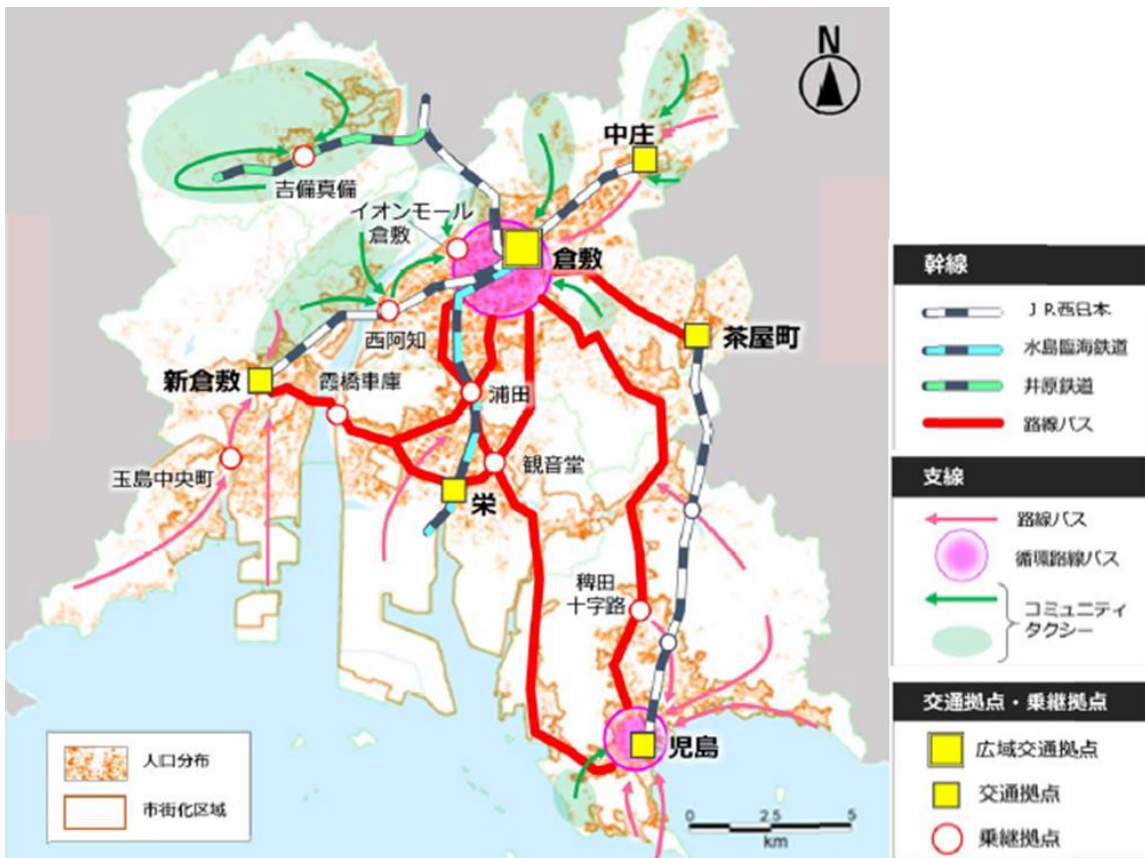 N
中庄
吉備真備
イオンモール
倉敷
倉敷
西阿知
茶屋町
新倉敷
霞橋車庫
浦田
玉島中央町
観音堂
栄
稗田
十字路
児島
人口分布
市街化区域
0 2.5 5
km
幹線
ＪＲ西日本
水島臨海鉄道
井原鉄道
路線バス
支線
路線バス
循環路線バス
コミュニティ
タクシー
交通拠点・乗継拠点
広域交通拠点
交通拠点
乗継拠点